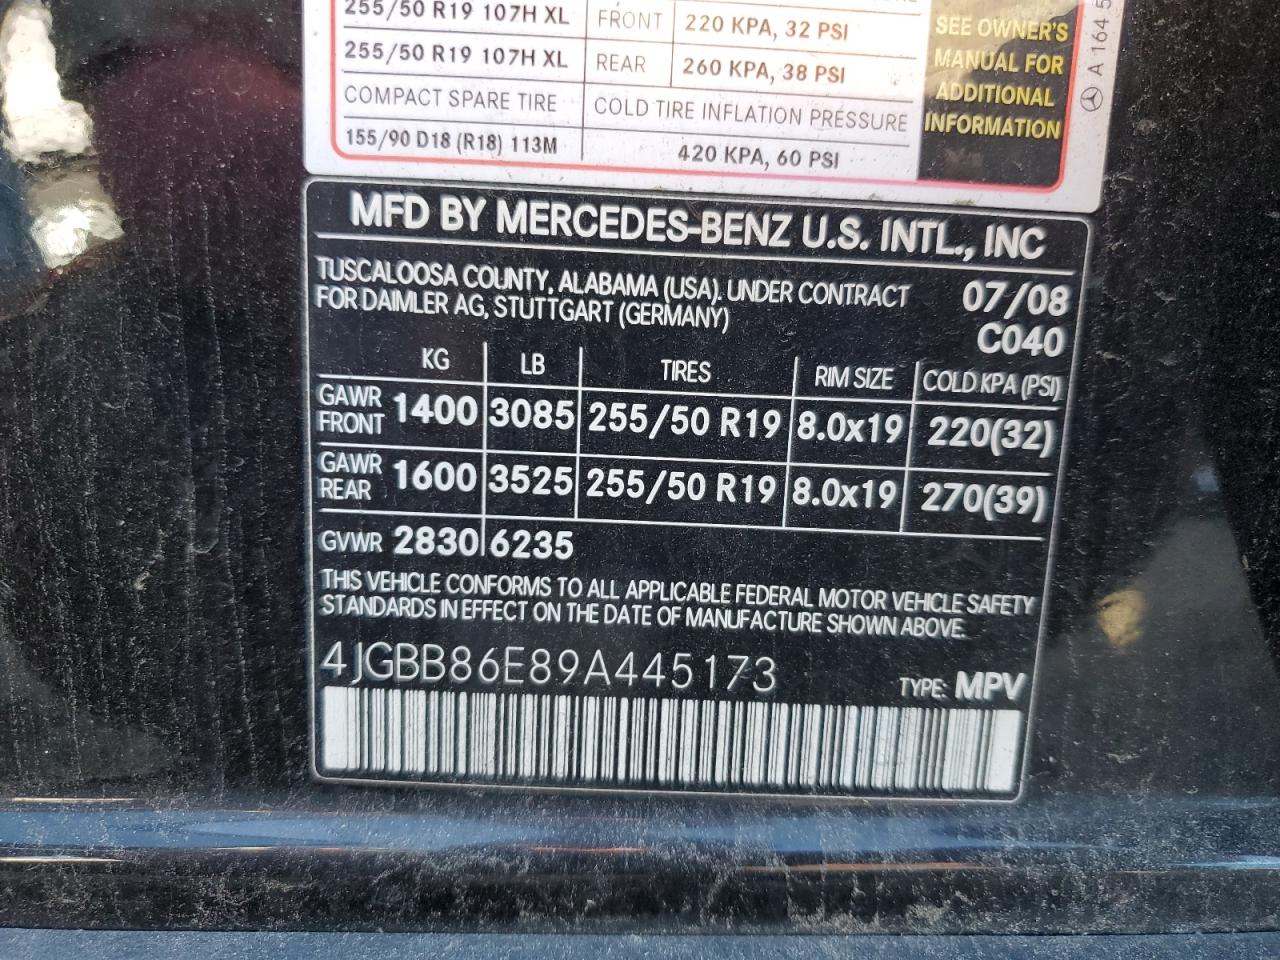 255/50 R19 107H XL FRONT 220 KPA, 32 PSI
255/50 R19 107H XL REAR 260 KPA, 38 PSI
COMPACT SPARE TIRE COLD TIRE INFLATION PRESSURE
155/90 D18 (R18) 113M 420 KPA, 60 PSI
SEE OWNER'S
MANUAL FOR
ADDITIONAL
INFORMATION
A 164 5
MFD BY MERCEDES-BENZ U.S. INTL., INC
TUSCALOOSA COUNTY, ALABAMA (USA), UNDER CONTRACT 07/08
FOR DAIMLER AG, STUTTGART (GERMANY) C040
KG LB TIRES RIM SIZE COLD KPA (PSI)
GAWR FRONT 1400 3085 255/50 R19 8.0x19 220(32)
GAWR REAR 1600 3525 255/50 R19 8.0x19 270(39)
GVWR 2830 6235
THIS VEHICLE CONFORMS TO ALL APPLICABLE FEDERAL MOTOR VEHICLE SAFETY
STANDARDS IN EFFECT ON THE DATE OF MANUFACTURE SHOWN ABOVE.
4JGBB86E89A445173 TYPE: MPV